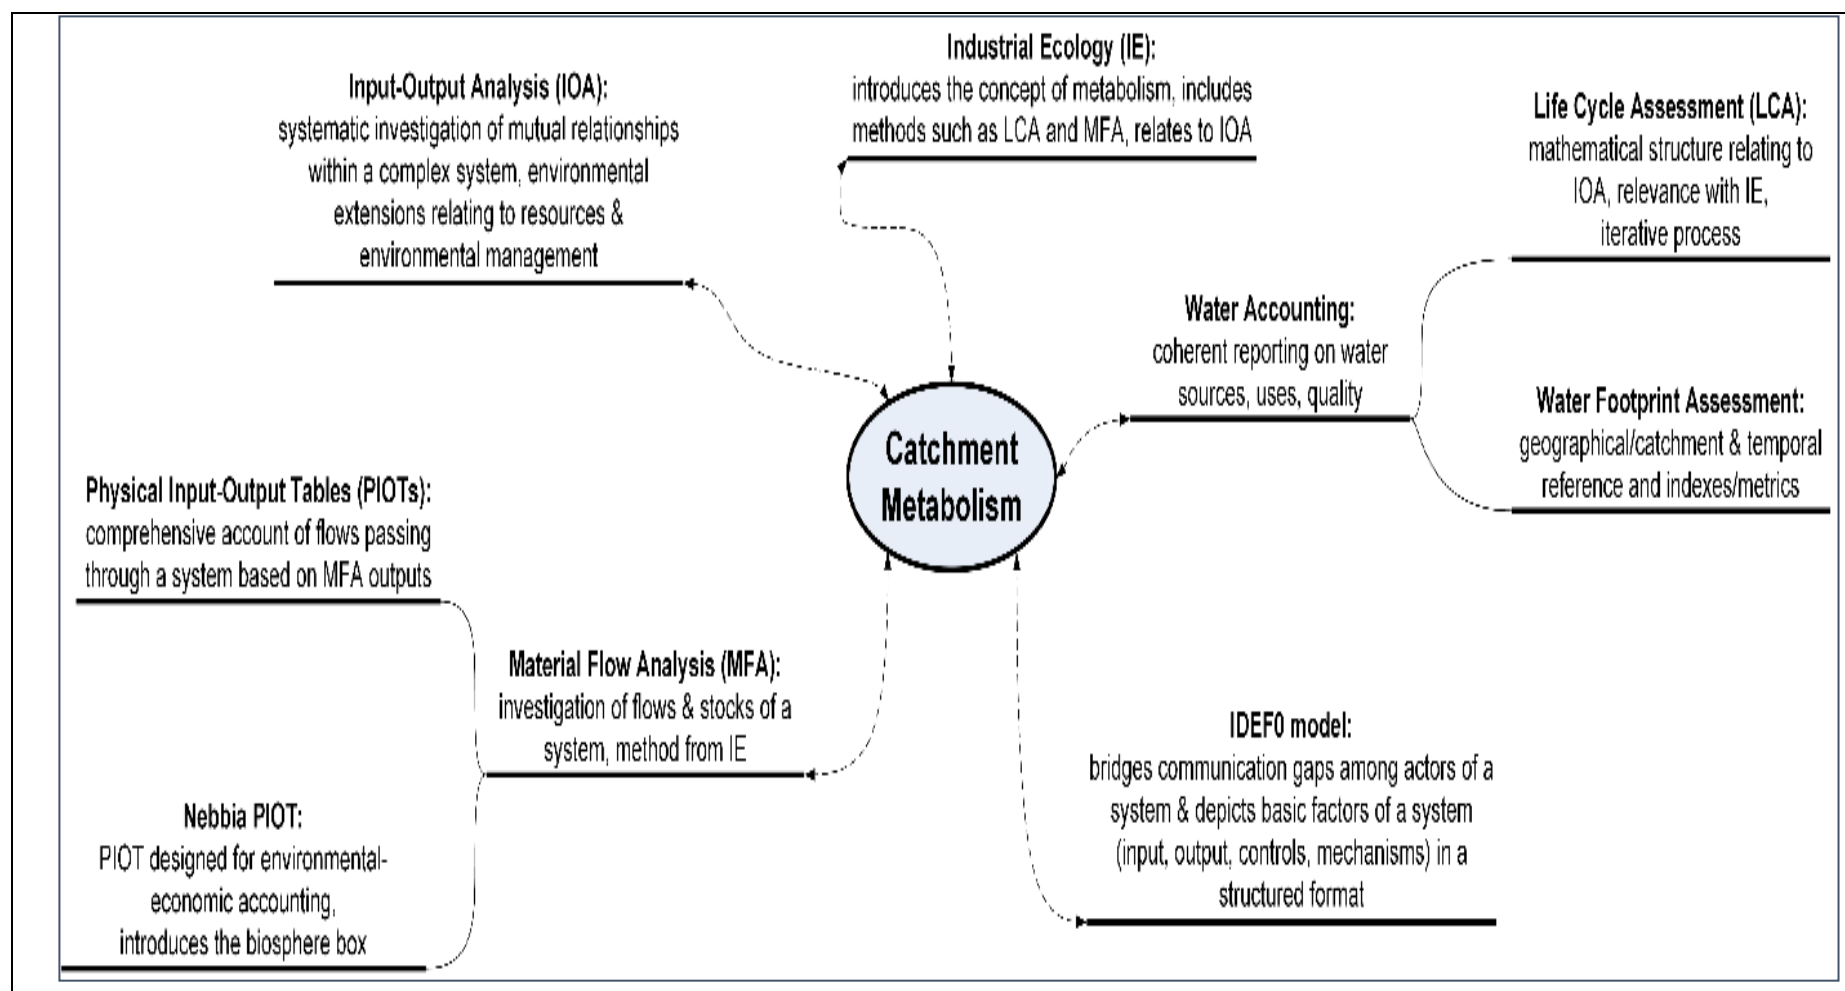 Industrial Ecology (IE):
introduces the concept of metabolism, includes
methods such as LCA and MFA, relates to IOA
Input-Output Analysis (IOA):
systematic investigation of mutual relationships
within a complex system, environmental
extensions relating to resources &
environmental management
Life Cycle Assessment (LCA):
mathematical structure relating to
IOA, relevance with IE,
iterative process
Water Accounting:
coherent reporting on water
sources, uses, quality
Water Footprint Assessment:
geographical/catchment & temporal
reference and indexes/metrics
Catchment
Metabolism
Physical Input-Output Tables (PIOTs):
comprehensive account of flows passing
through a system based on MFA outputs
Material Flow Analysis (MFA):
investigation of flows & stocks of a
system, method from IE
Nebbia PIOT:
PIOT designed for environmental-
economic accounting,
introduces the biosphere box
IDEF0 model:
bridges communication gaps among actors of a
system & depicts basic factors of a system
(input, output, controls, mechanisms) in a
structured format